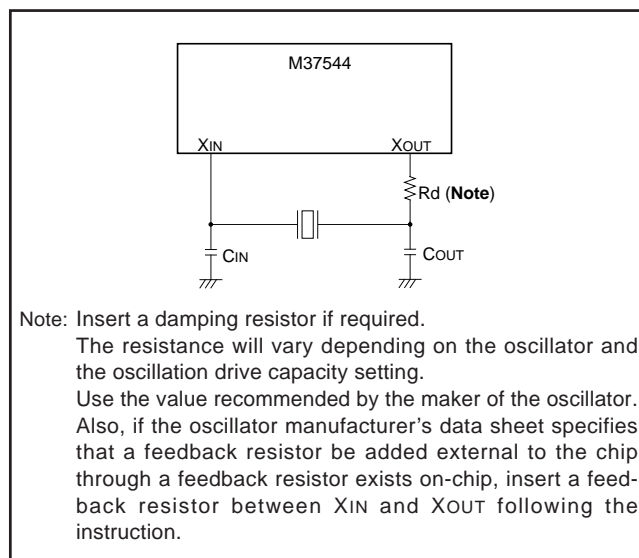 M37544
XIN XOUT
Rd (Note)
CIN COUT
Note: Insert a damping resistor if required.
The resistance will vary depending on the oscillator and
the oscillation drive capacity setting.
Use the value recommended by the maker of the oscillator.
Also, if the oscillator manufacturer's data sheet specifies
that a feedback resistor be added external to the chip
through a feedback resistor exists on-chip, insert a feed-
back resistor between XIN and XOUT following the
instruction.